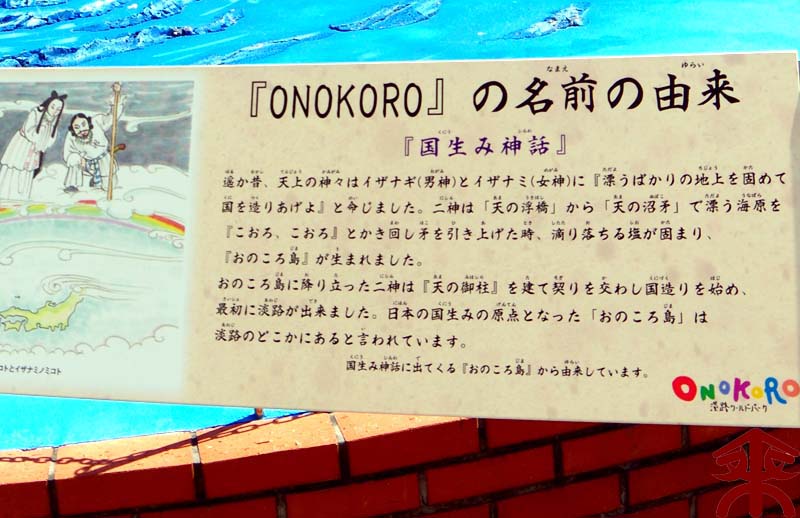 『ONOKORO』の名前の由来
『国生み神話』
遥か昔、天上の神々はイザナギ(男神)とイザナミ(女神)に『漂うばかりの地上を固めて
国を造りあげよ』と命じました。二神は「天の浮橋」から「天の沼矛」で漂う海原を
『こおろ、こおろ』とかき回し矛を引き上げた時、滴り落ちる塩が固まり、
『おのころ島』が生まれました。
おのころ島に降り立った二神は『天の御柱』を建て契りを交わし国造りを始め、
最初に淡路が出来ました。日本の国生みの原点となった「おのころ島」は
淡路のどこかにあると言われています。
国生み神話に出てくる『おのころ島』から由来しています。
コトとイザナミノミコト
ONOKORO
淡路ワールドパーク